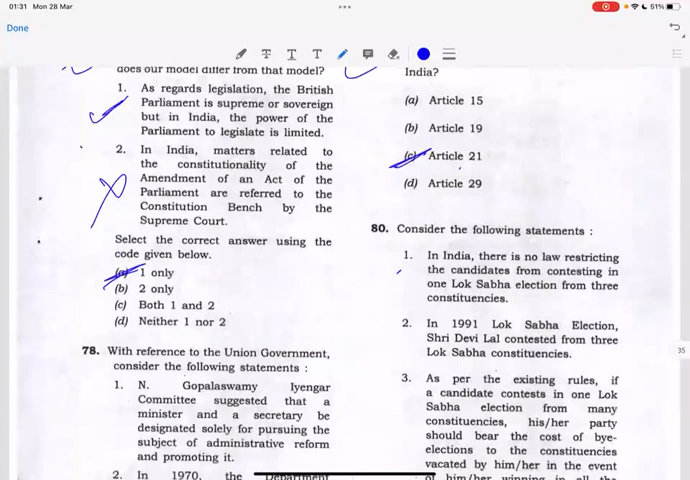 01:31 Mon 28 Mar
51%
Done
does our model differ from that model?
1. As regards legislation, the British
Parliament is supreme or sovereign
but in India, the power of the
Parliament to legislate is limited.
2. In India, matters related to
the constitutionality of the
Amendment of an Act of the
Parliament are referred to the
Constitution Bench by the
Supreme Court.
Select the correct answer using the
code given below.
(a) 1 only
(b) 2 only
(c) Both 1 and 2
(d) Neither 1 nor 2
78. With reference to the Union Government,
consider the following statements :
1. N. Gopalaswamy Iyengar
Committee suggested that a
minister and a secretary be
designated solely for pursuing the
subject of administrative reform
and promoting it.
2. In 1970, the Department
India?
(a) Article 15
(b) Article 19
(c) Article 21
(d) Article 29
80. Consider the following statements :
1. In India, there is no law restricting
the candidates from contesting in
one Lok Sabha election from three
constituencies.
2. In 1991 Lok Sabha Election,
Shri Devi Lal contested from three
Lok Sabha constituencies.
3. As per the existing rules, if
a candidate contests in one Lok
Sabha election from many
constituencies, his/her party
should bear the cost of bye-
elections to the constituencies
vacated by him/her in the event
of him/her winning in all the
35